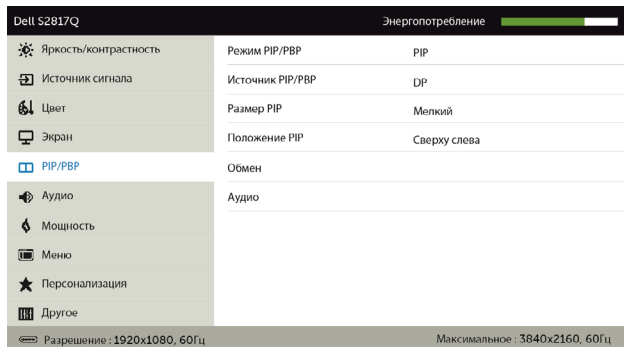 Dell S2817Q Энергопотребление
Яркость/контрастность Режим PIP/PBP PIP
Источник сигнала Источник PIP/PBP DP
Цвет Размер PIP Мелкий
Экран Положение PIP Сверху слева
PIP/PBP Обмен
Аудио Аудио
Мощность
Меню
Персонализация
Другое
Разрешение : 1920x1080, 60Гц Максимальное : 3840x2160, 60Гц